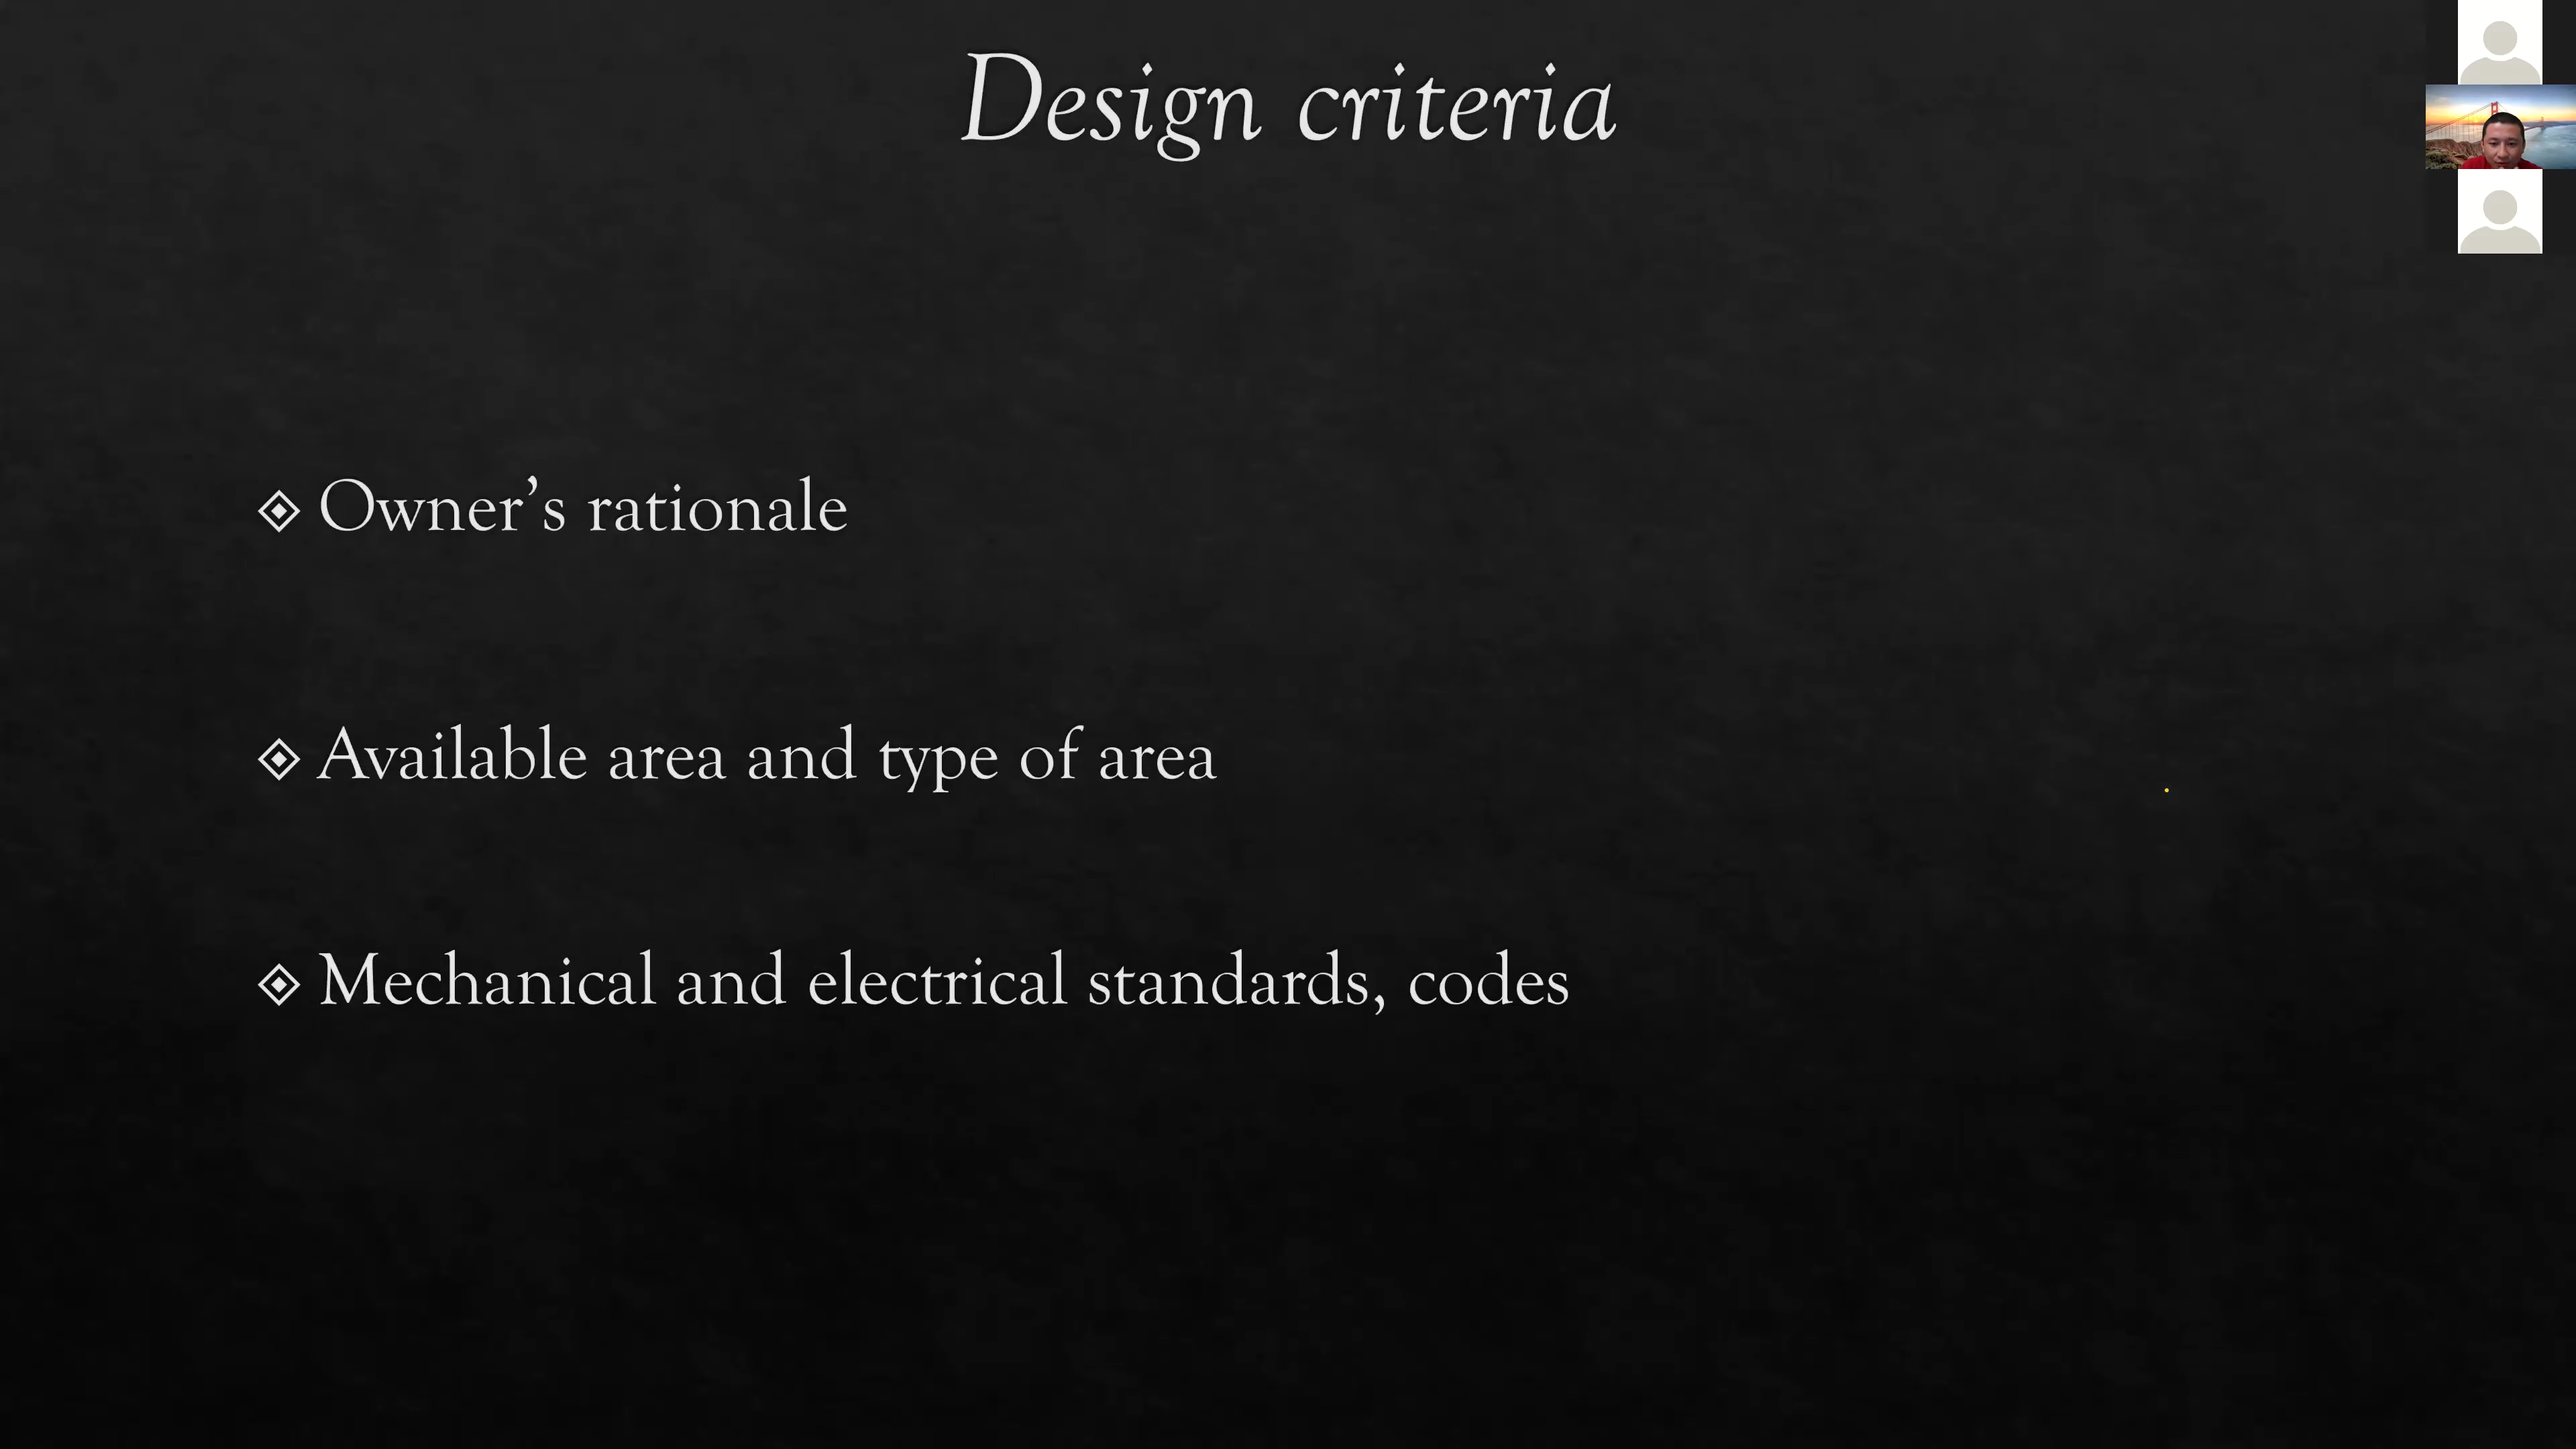 Design criteria
Owner’s rationale
Available area and type of area
Mechanical and electrical standards, codes